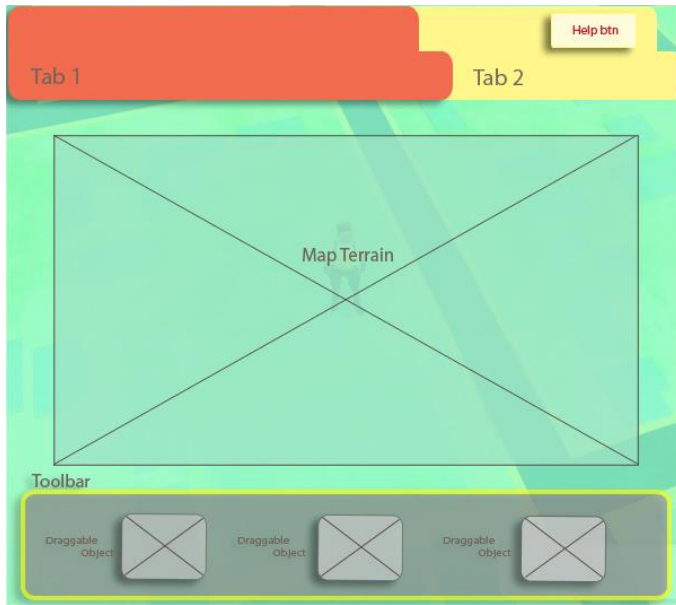 Help btn
Tab 1
Tab 2
Map Terrain
Toolbar
Draggable
Object
Draggable
Object
Draggable
Object